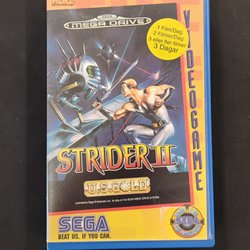 MEGA DRIVE
1 Film/Dag
2 Filmer/Dag
3 eller fler filmer
3 Dagar
VIDEOGAME
STRIDER II
U.S. GOLD
SEGA
BEAT US. IF YOU CAN.